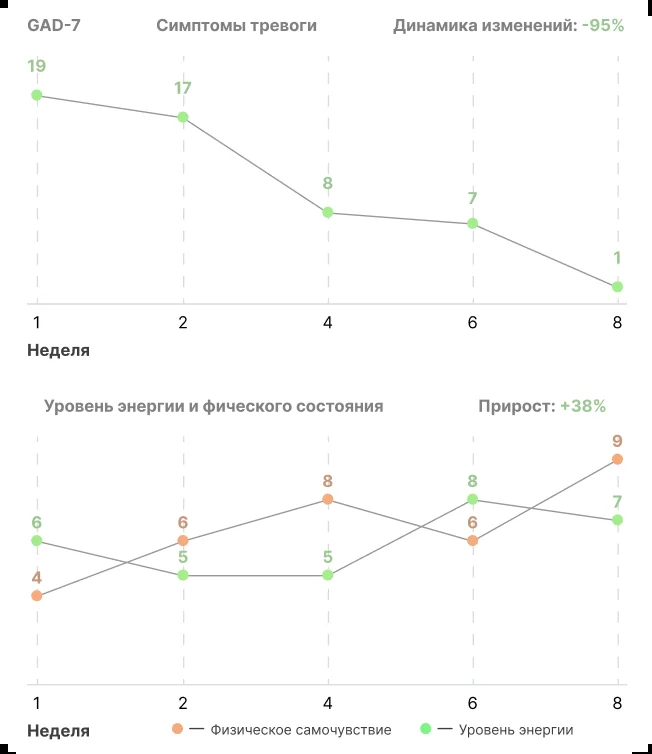 GAD-7 Симптомы тревоги Динамика изменений: -95%
19
17
8
7
1
1 2 4 6 8
Неделя
Уровень энергии и фического состояния Прирост: +38%
9
8 8
6 6 6 7
5 5
4
1 2 4 6 8
Неделя — Физическое самочувствие — Уровень энергии